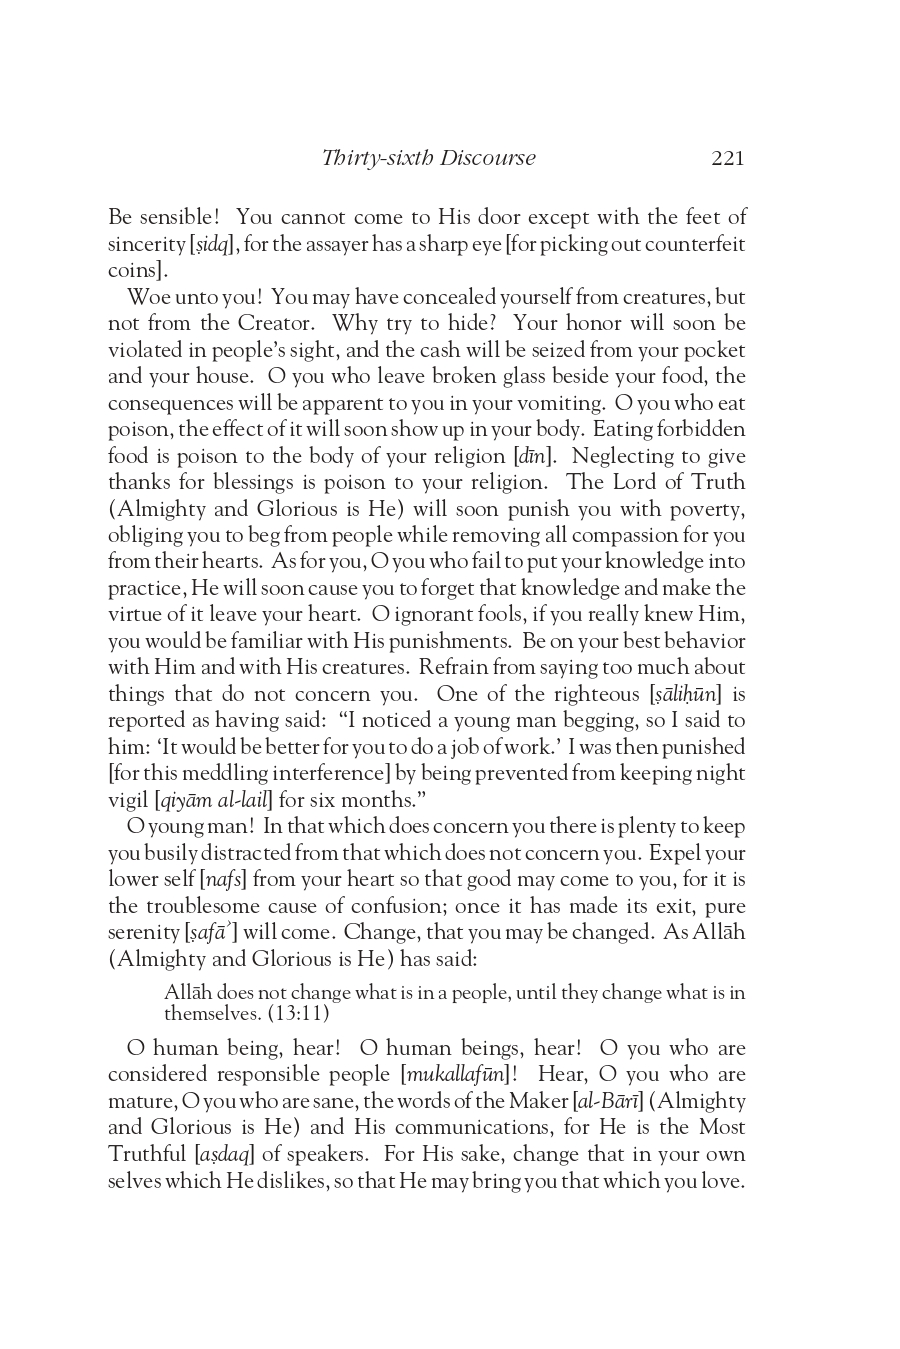 Thirty-sixth Discourse 221
Be sensible! You cannot come to His door except with the feet of
sincerity [ṣidq], for the assayer has a sharp eye [for picking out counterfeit
coins].
Woe unto you! You may have concealed yourself from creatures, but
not from the Creator. Why try to hide? Your honor will soon be
violated in people’s sight, and the cash will be seized from your pocket
and your house. O you who leave broken glass beside your food, the
consequences will be apparent to you in your vomiting. O you who eat
poison, the effect of it will soon show up in your body. Eating forbidden
food is poison to the body of your religion [dīn]. Neglecting to give
thanks for blessings is poison to your religion. The Lord of Truth
(Almighty and Glorious is He) will soon punish you with poverty,
obliging you to beg from people while removing all compassion for you
from their hearts. As for you, O you who fail to put your knowledge into
practice, He will soon cause you to forget that knowledge and make the
virtue of it leave your heart. O ignorant fools, if you really knew Him,
you would be familiar with His punishments. Be on your best behavior
with Him and with His creatures. Refrain from saying too much about
things that do not concern you. One of the righteous [ṣāliḥūn] is
reported as having said: “I noticed a young man begging, so I said to
him: ‘It would be better for you to do a job of work.’ I was then punished
[for this meddling interference] by being prevented from keeping night
vigil [qiyām al-lail] for six months.”
O young man! In that which does concern you there is plenty to keep
you busily distracted from that which does not concern you. Expel your
lower self [nafs] from your heart so that good may come to you, for it is
the troublesome cause of confusion; once it has made its exit, pure
serenity [ṣafāʾ] will come. Change, that you may be changed. As Allāh
(Almighty and Glorious is He) has said:
Allāh does not change what is in a people, until they change what is in
themselves. (13:11)
O human being, hear! O human beings, hear! O you who are
considered responsible people [mukallafūn]! Hear, O you who are
mature, O you who are sane, the words of the Maker [al-Bārī] (Almighty
and Glorious is He) and His communications, for He is the Most
Truthful [aṣdaq] of speakers. For His sake, change that in your own
selves which He dislikes, so that He may bring you that which you love.